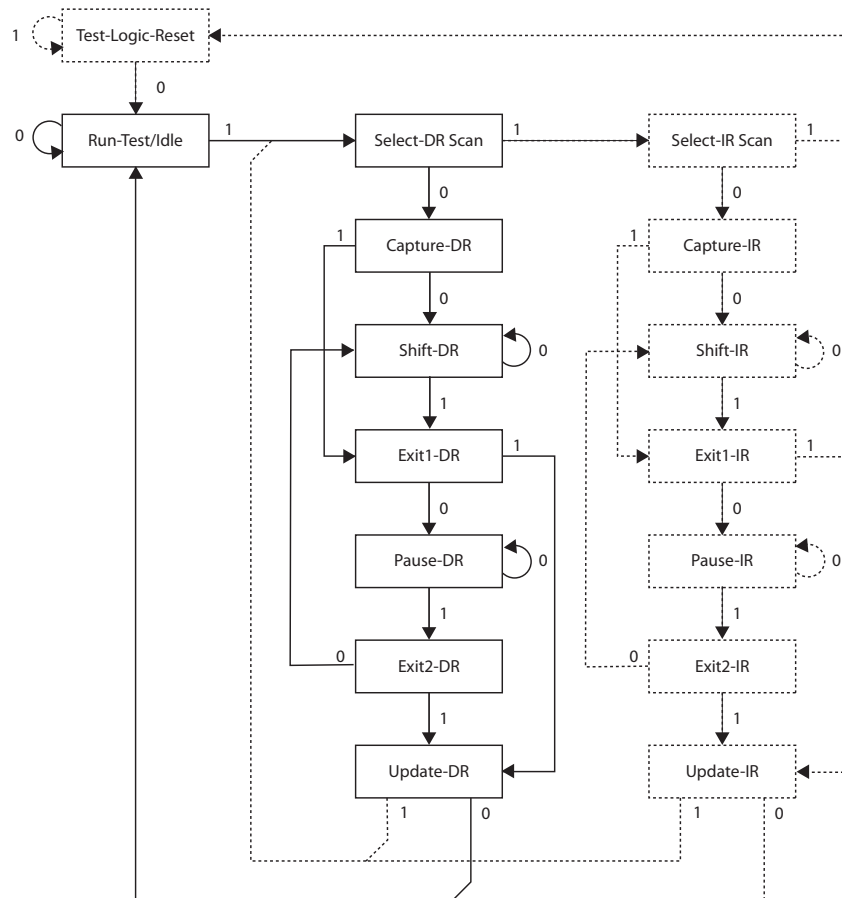 Test-Logic-Reset
1
0
Run-Test/Idle
0
1
Select-DR Scan
1
Select-IR Scan
1
0
0
Capture-DR
1
Capture-IR
1
0
0
Shift-DR
0
Shift-IR
0
1
1
Exit1-DR
1
Exit1-IR
1
0
0
Pause-DR
0
Pause-IR
0
1
1
Exit2-DR
0
Exit2-IR
0
1
1
Update-DR
Update-IR
1
0
1
0